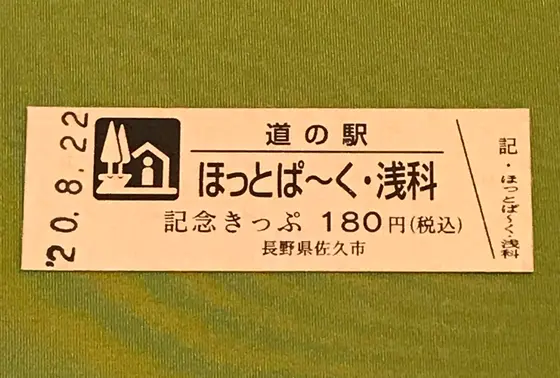 '20.8.22
道の駅
ほっとぱ～く・浅科
記念きっぷ 180円(税込)
長野県佐久市
記・ほっとぱ～く・浅科